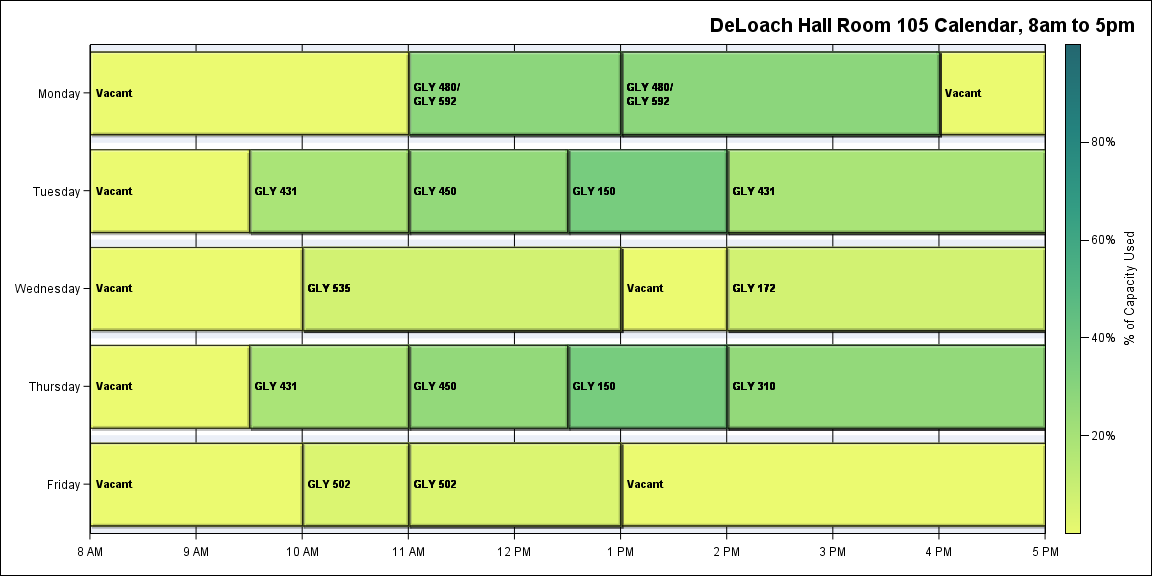 DeLoach Hall Room 105 Calendar, 8am to 5pm
Monday
Vacant
GLY 480/
GLY 592
GLY 480/
GLY 592
Vacant
Tuesday
Vacant
GLY 431
GLY 450
GLY 150
GLY 431
Wednesday
Vacant
GLY 535
Vacant
GLY 172
Thursday
Vacant
GLY 431
GLY 450
GLY 150
GLY 310
Friday
Vacant
GLY 502
GLY 502
Vacant
8 AM
9 AM
10 AM
11 AM
12 PM
1 PM
2 PM
3 PM
4 PM
5 PM
80%
60%
40%
20%
% of Capacity Used